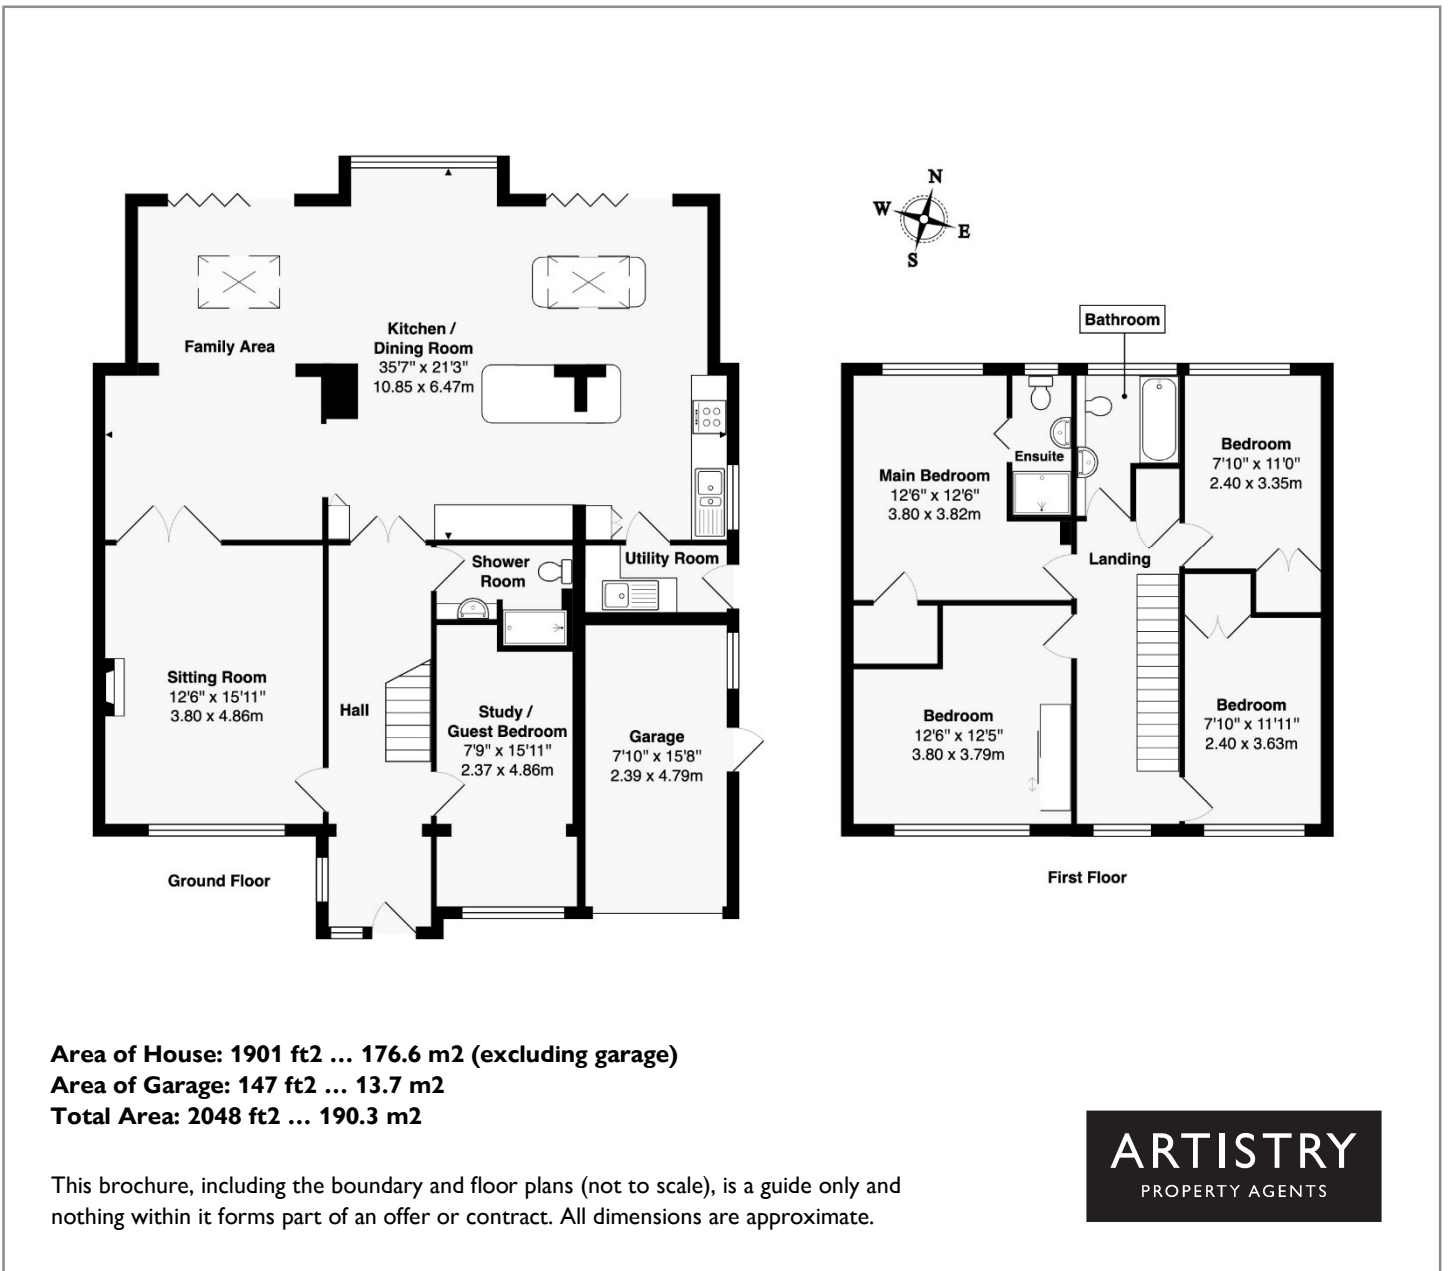 N
W
E
S
Family Area
Kitchen /
Dining Room
35'7" x 21'3"
10.85 x 6.47m
Shower
Room
Utility Room
Sitting Room
12'6" x 15'11"
3.80 x 4.86m
Hall
Study /
Guest Bedroom
7'9" x 15'11"
2.37 x 4.86m
Garage
7'10" x 15'8"
2.39 x 4.79m
Ground Floor
Bathroom
Main Bedroom
12'6" x 12'6"
3.80 x 3.82m
Ensuite
Bedroom
7'10" x 11'0"
2.40 x 3.35m
Landing
Bedroom
12'6" x 12'5"
3.80 x 3.79m
Bedroom
7'10" x 11'11"
2.40 x 3.63m
First Floor
Area of House: 1901 ft2 ... 176.6 m2 (excluding garage)
Area of Garage: 147 ft2 ... 13.7 m2
Total Area: 2048 ft2 ... 190.3 m2
This brochure, including the boundary and floor plans (not to scale), is a guide only and
nothing within it forms part of an offer or contract. All dimensions are approximate.
ARTISTRY
PROPERTY AGENTS